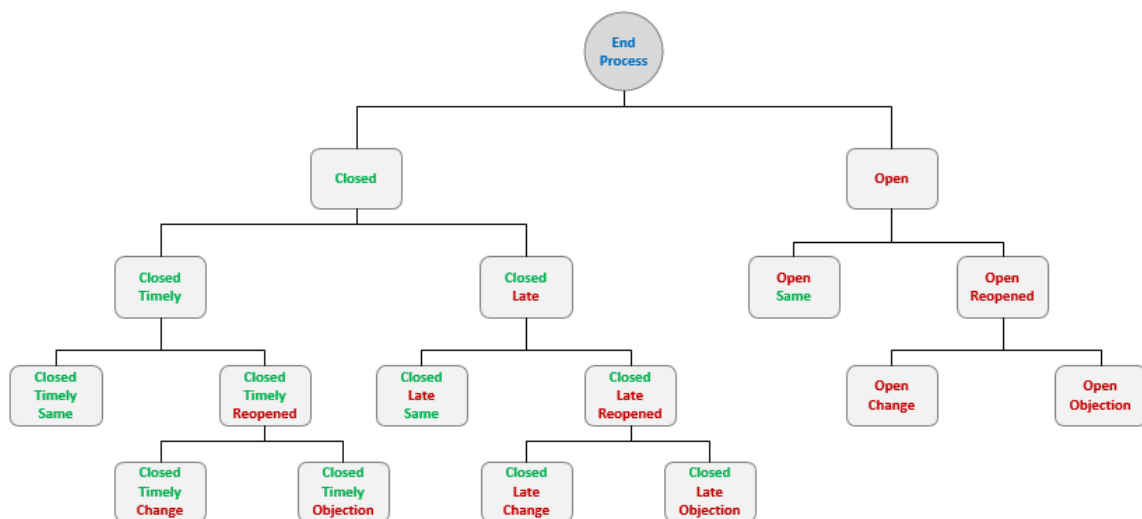 End
Process
Closed
Open
Closed
Timely
Closed
Late
Open
Same
Open
Reopened
Closed
Timely
Same
Closed
Timely
Reopened
Closed
Late
Same
Closed
Late
Reopened
Open
Change
Open
Objection
Closed
Timely
Change
Closed
Timely
Objection
Closed
Late
Change
Closed
Late
Objection